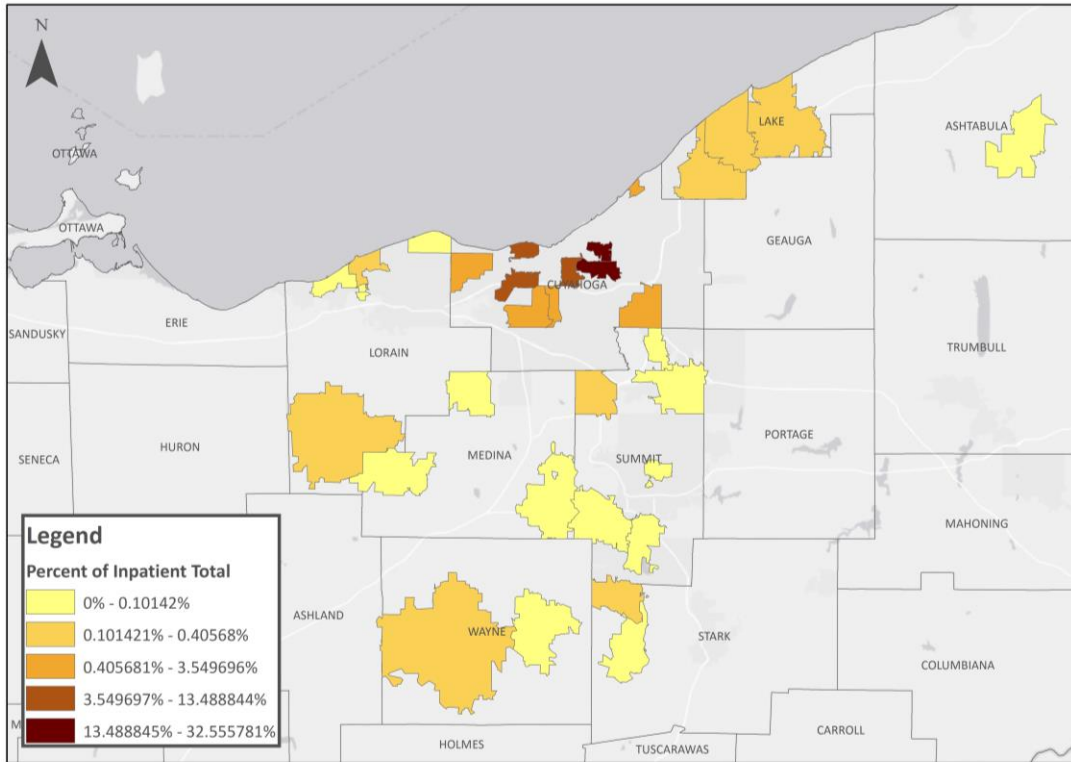 N
LAKE
ASHTABULA
OTTAWA
OTTAWA
GEAUGA
CUYAHOGA
SANDUSKY
ERIE
LORAIN
TRUMBULL
HURON
SENECA
MEDINA
SUMMIT
PORTAGE
MAHONING
Legend
Percent of Inpatient Total
0% - 0.10142%
0.101421% - 0.40568%
0.405681% - 3.549696%
3.549697% - 13.488844%
13.488845% - 32.555781%
ASHLAND
WAYNE
STARK
COLUMBIANA
HOLMES
TUSCARAWAS
CARROLL